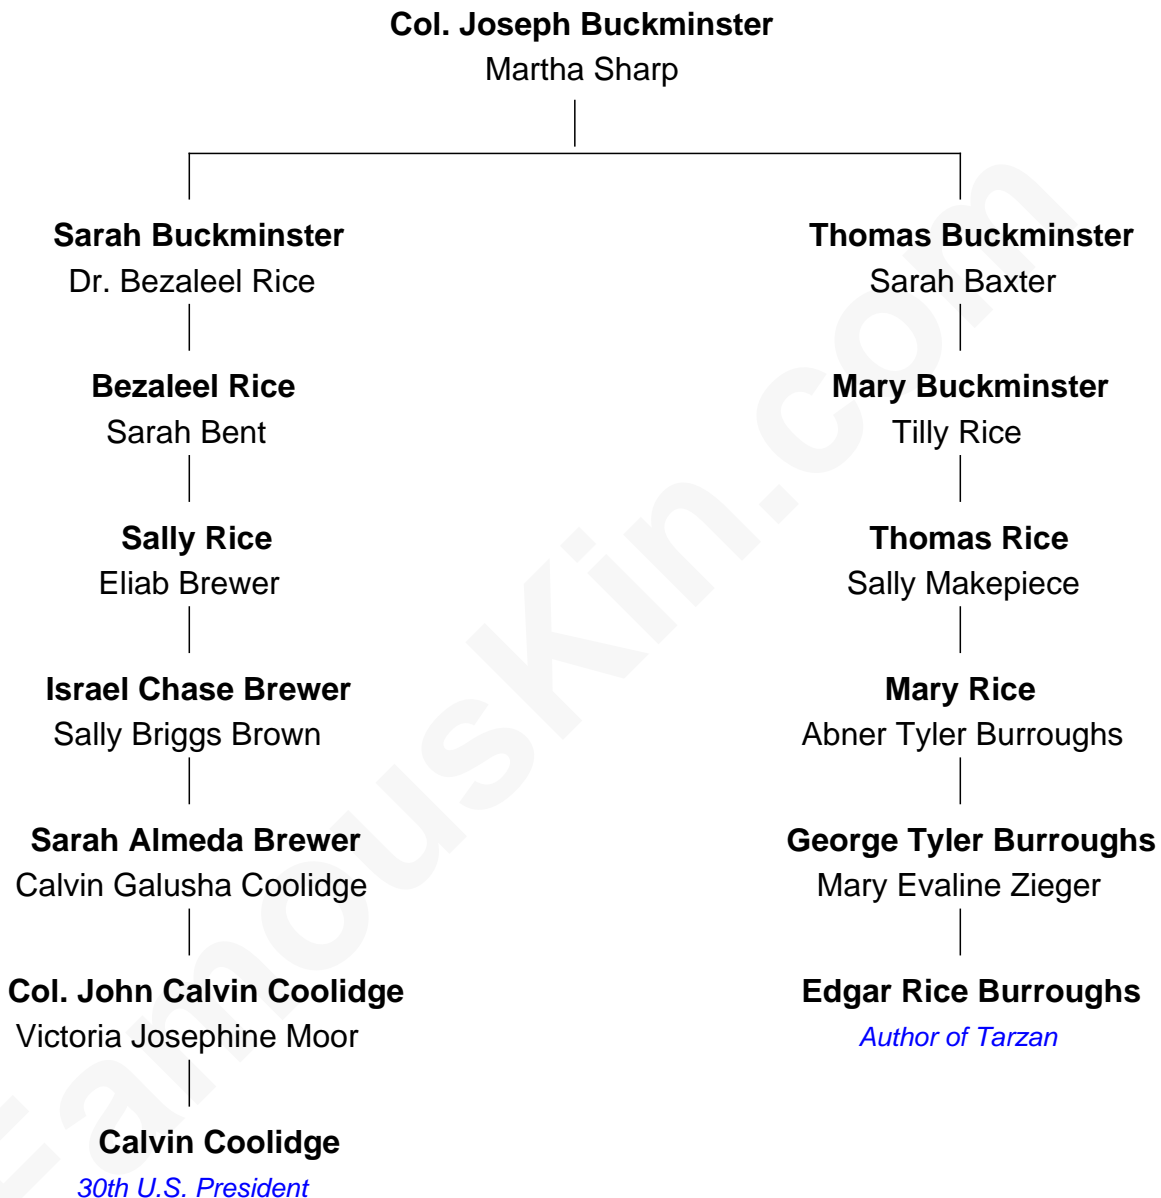 Col. Joseph Buckminster
Martha Sharp
Sarah Buckminster
Dr. Bezaleel Rice
Thomas Buckminster
Sarah Baxter
Bezaleel Rice
Sarah Bent
Mary Buckminster
Tilly Rice
Sally Rice
Eliab Brewer
Thomas Rice
Sally Makepiece
Israel Chase Brewer
Sally Briggs Brown
Mary Rice
Abner Tyler Burroughs
Sarah Almeda Brewer
Calvin Galusha Coolidge
George Tyler Burroughs
Mary Evaline Zieger
Col. John Calvin Coolidge
Victoria Josephine Moor
Edgar Rice Burroughs
Author of Tarzan
Calvin Coolidge
30th U.S. President
FamousKin.com